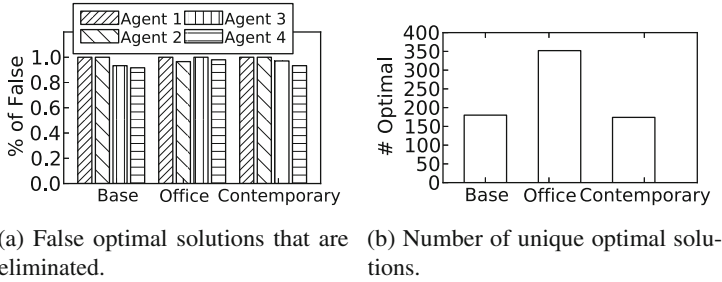 Agent 1 Agent 3
Agent 2 Agent 4
% of False
1.0
0.8
0.6
0.4
0.2
0.0
Base Office Contemporary
# Optimal
400
350
300
250
200
150
100
50
0
Base Office Contemporary
(a) False optimal solutions that are
eliminated.
(b) Number of unique optimal solu-
tions.